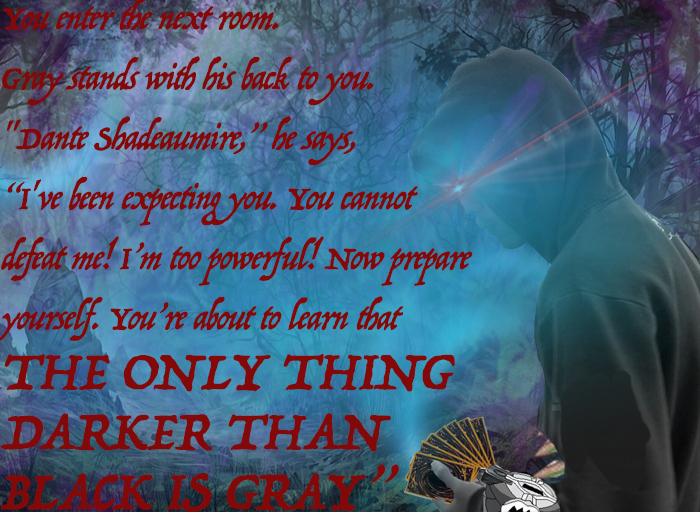 You enter the next room.
Gray stands with his back to you.
"Dante Shadeaumire,” he says,
“I've been expecting you. You cannot
defeat me! I’m too powerful! Now prepare
yourself. You’re about to learn that
THE ONLY THING
DARKER THAN
BLACK IS GRAY”